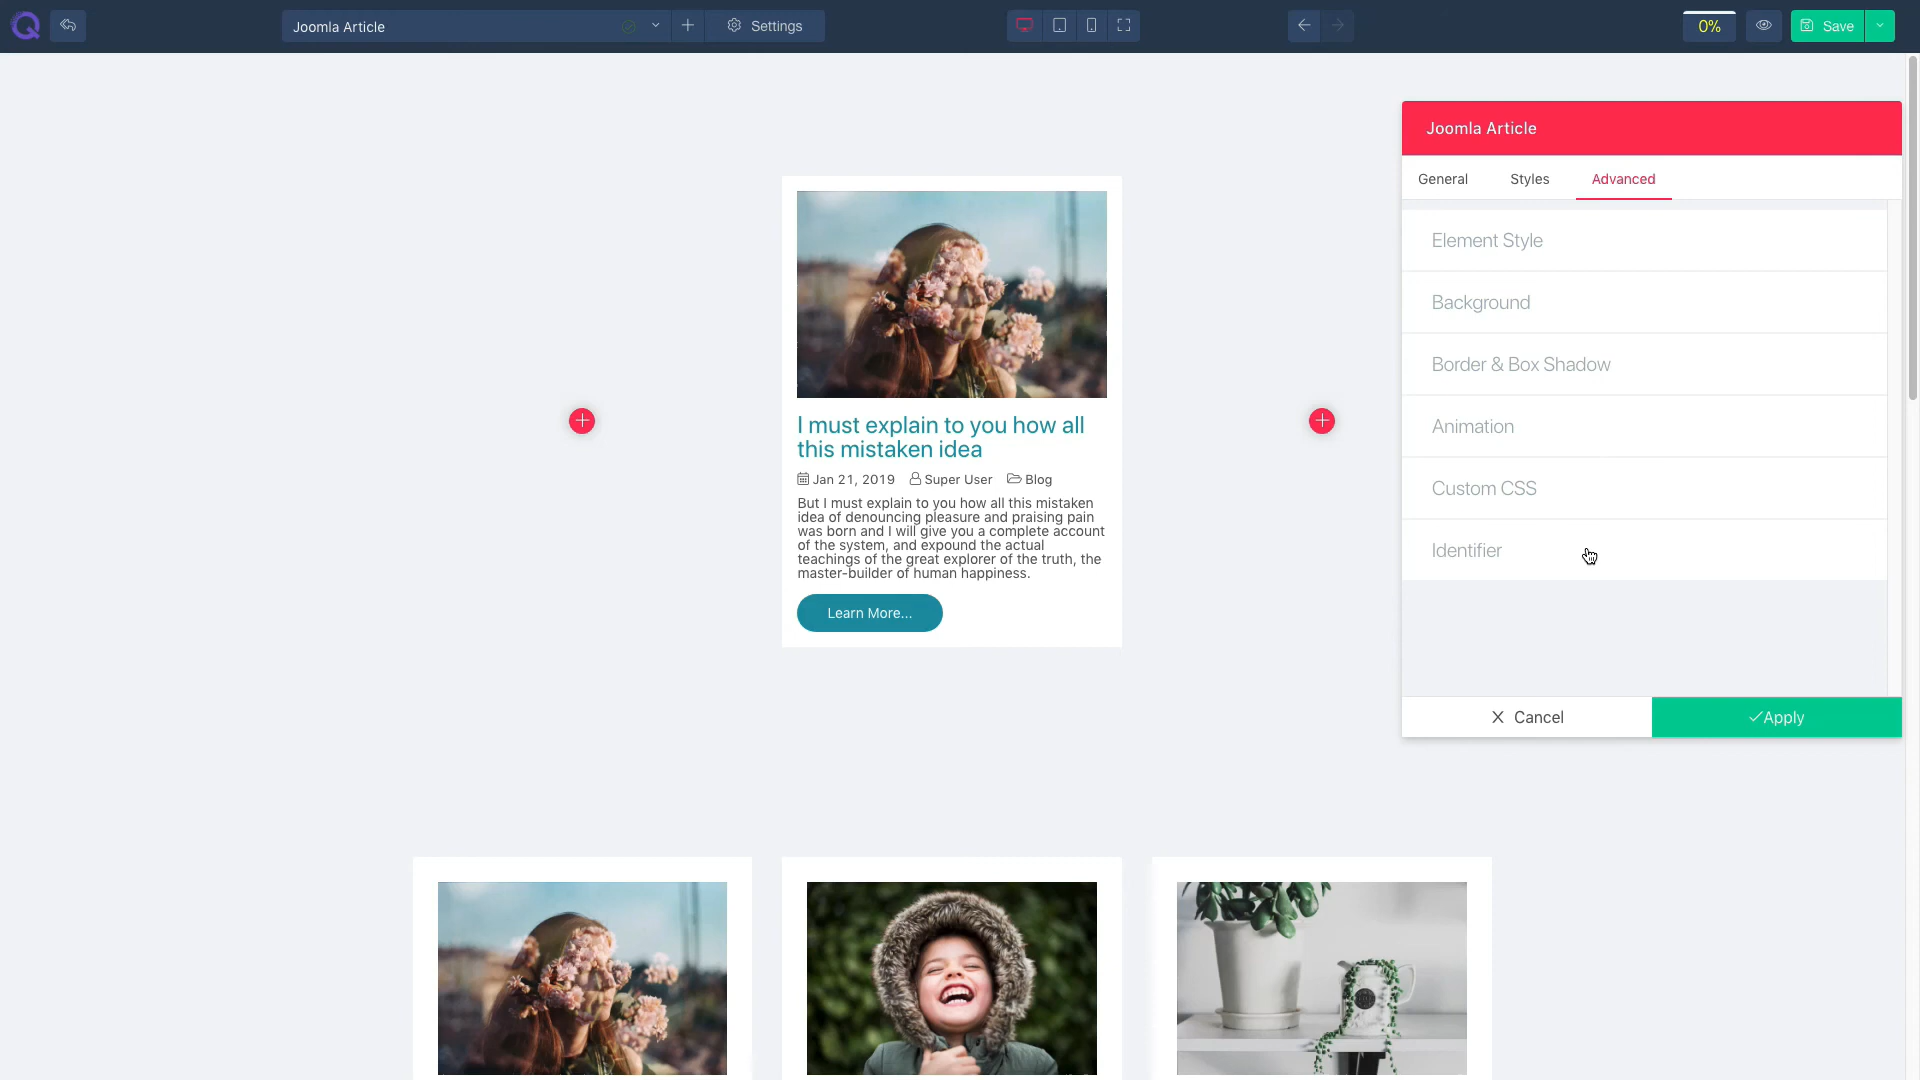 Joomla Article
Settings
0%
Save
Joomla Article
General
Styles
Advanced
Element Style
Background
Border & Box Shadow
Animation
Custom CSS
Identifier
Cancel
Apply
I must explain to you how all
this mistaken idea
Jan 21, 2019 Super User Blog
But I must explain to you how all this mistaken
idea of denouncing pleasure and praising pain
was born and I will give you a complete account
of the system, and expound the actual
teachings of the great explorer of the truth, the
master-builder of human happiness.
Learn More...